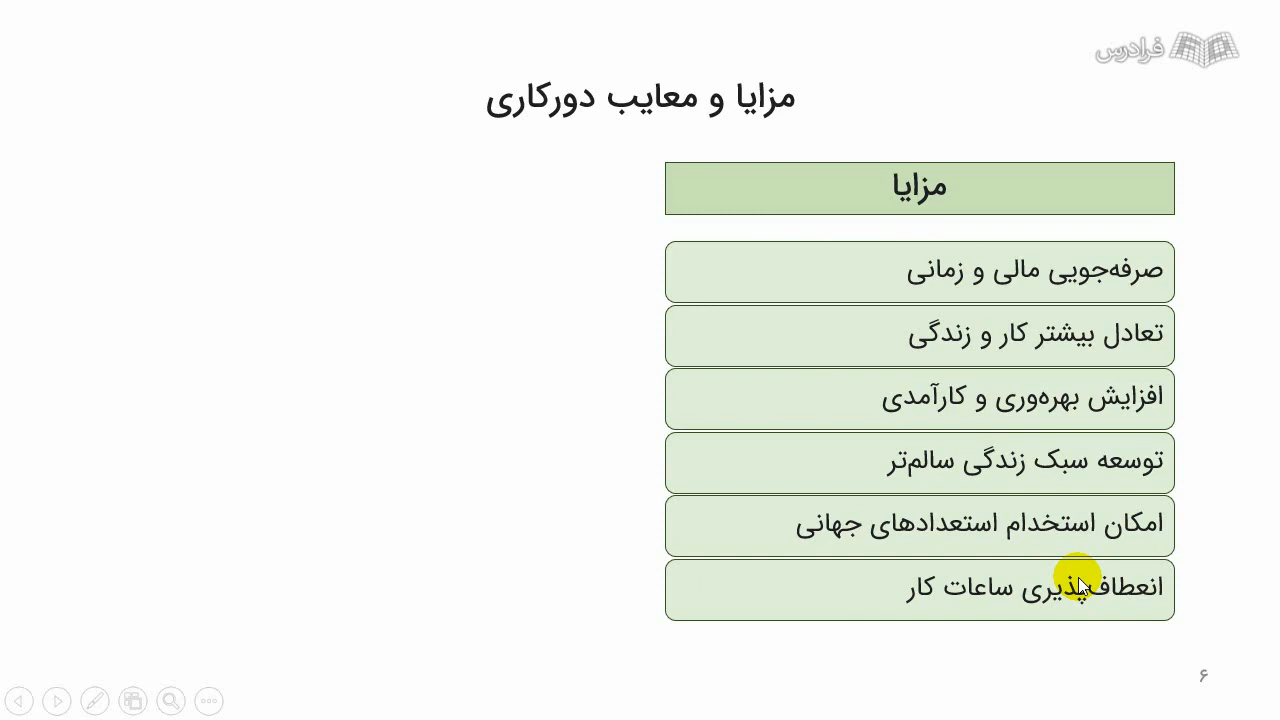 فرادرس
مزایا و معایب دورکاری
مزایا
صرفه‌جویی مالی و زمانی
تعادل بیشتر کار و زندگی
افزایش بهره‌وری و کارآمدی
توسعه سبک زندگی سالم‌تر
امکان استخدام استعدادهای جهانی
انعطاف‌پذیری ساعات کار
۶